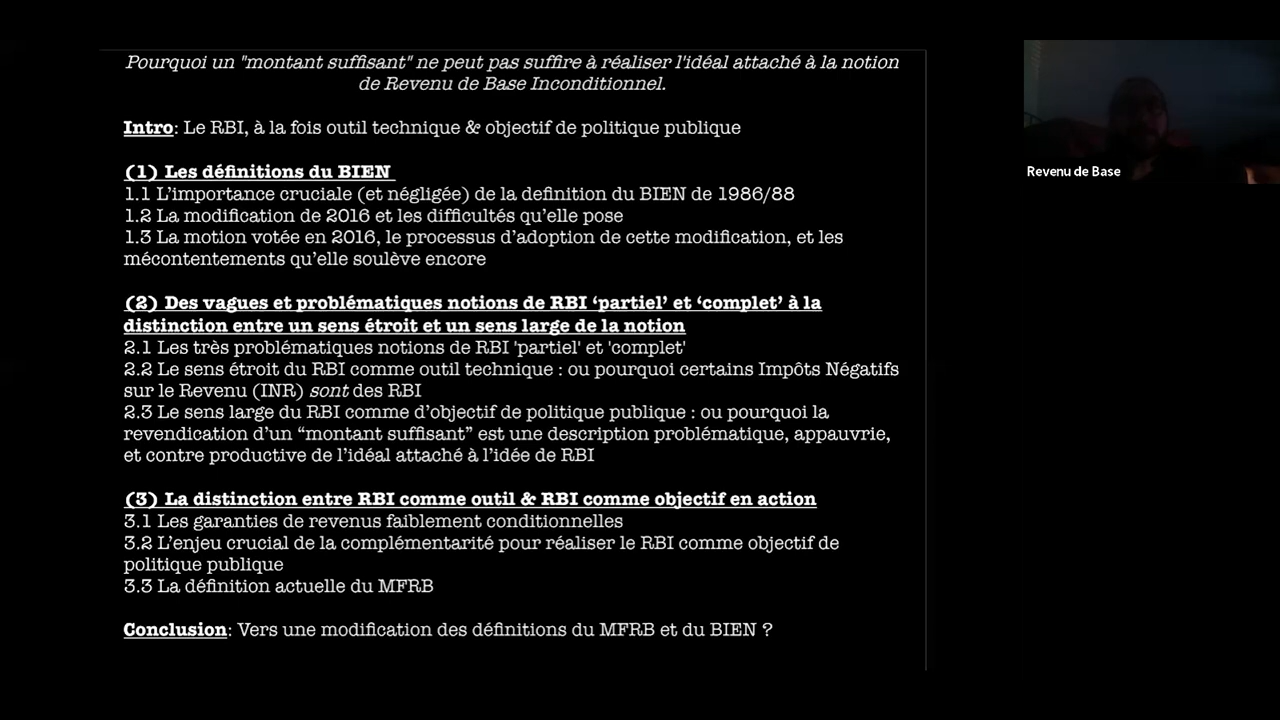 Pourquoi un "montant suffisant" ne peut pas suffire à réaliser l'idéal attaché à la notion
de Revenu de Base Inconditionnel.
Intro: Le RBI, à la fois outil technique & objectif de politique publique
(1) Les définitions du BIEN
1.1 L’importance cruciale (et négligée) de la definition du BIEN de 1986/88
1.2 La modification de 2016 et les difficultés qu’elle pose
1.3 La motion votée en 2016, le processus d’adoption de cette modification, et les
mécontentements qu’elle soulève encore
(2) Des vagues et problématiques notions de RBI ‘partiel’ et ‘complet’ à la
distinction entre un sens étroit et un sens large de la notion
2.1 Les très problématiques notions de RBI 'partiel' et 'complet'
2.2 Le sens étroit du RBI comme outil technique : ou pourquoi certains Impôts Négatifs
sur le Revenu (INR) sont des RBI
2.3 Le sens large du RBI comme d’objectif de politique publique : ou pourquoi la
revendication d’un “montant suffisant” est une description problématique, appauvrie,
et contre productive de l’idéal attaché à l’idée de RBI
(3) La distinction entre RBI comme outil & RBI comme objectif en action
3.1 Les garanties de revenus faiblement conditionnelles
3.2 L’enjeu crucial de la complémentarité pour réaliser le RBI comme objectif de
politique publique
3.3 La définition actuelle du MFRB
Conclusion: Vers une modification des définitions du MFRB et du BIEN ?
Revenu de Base